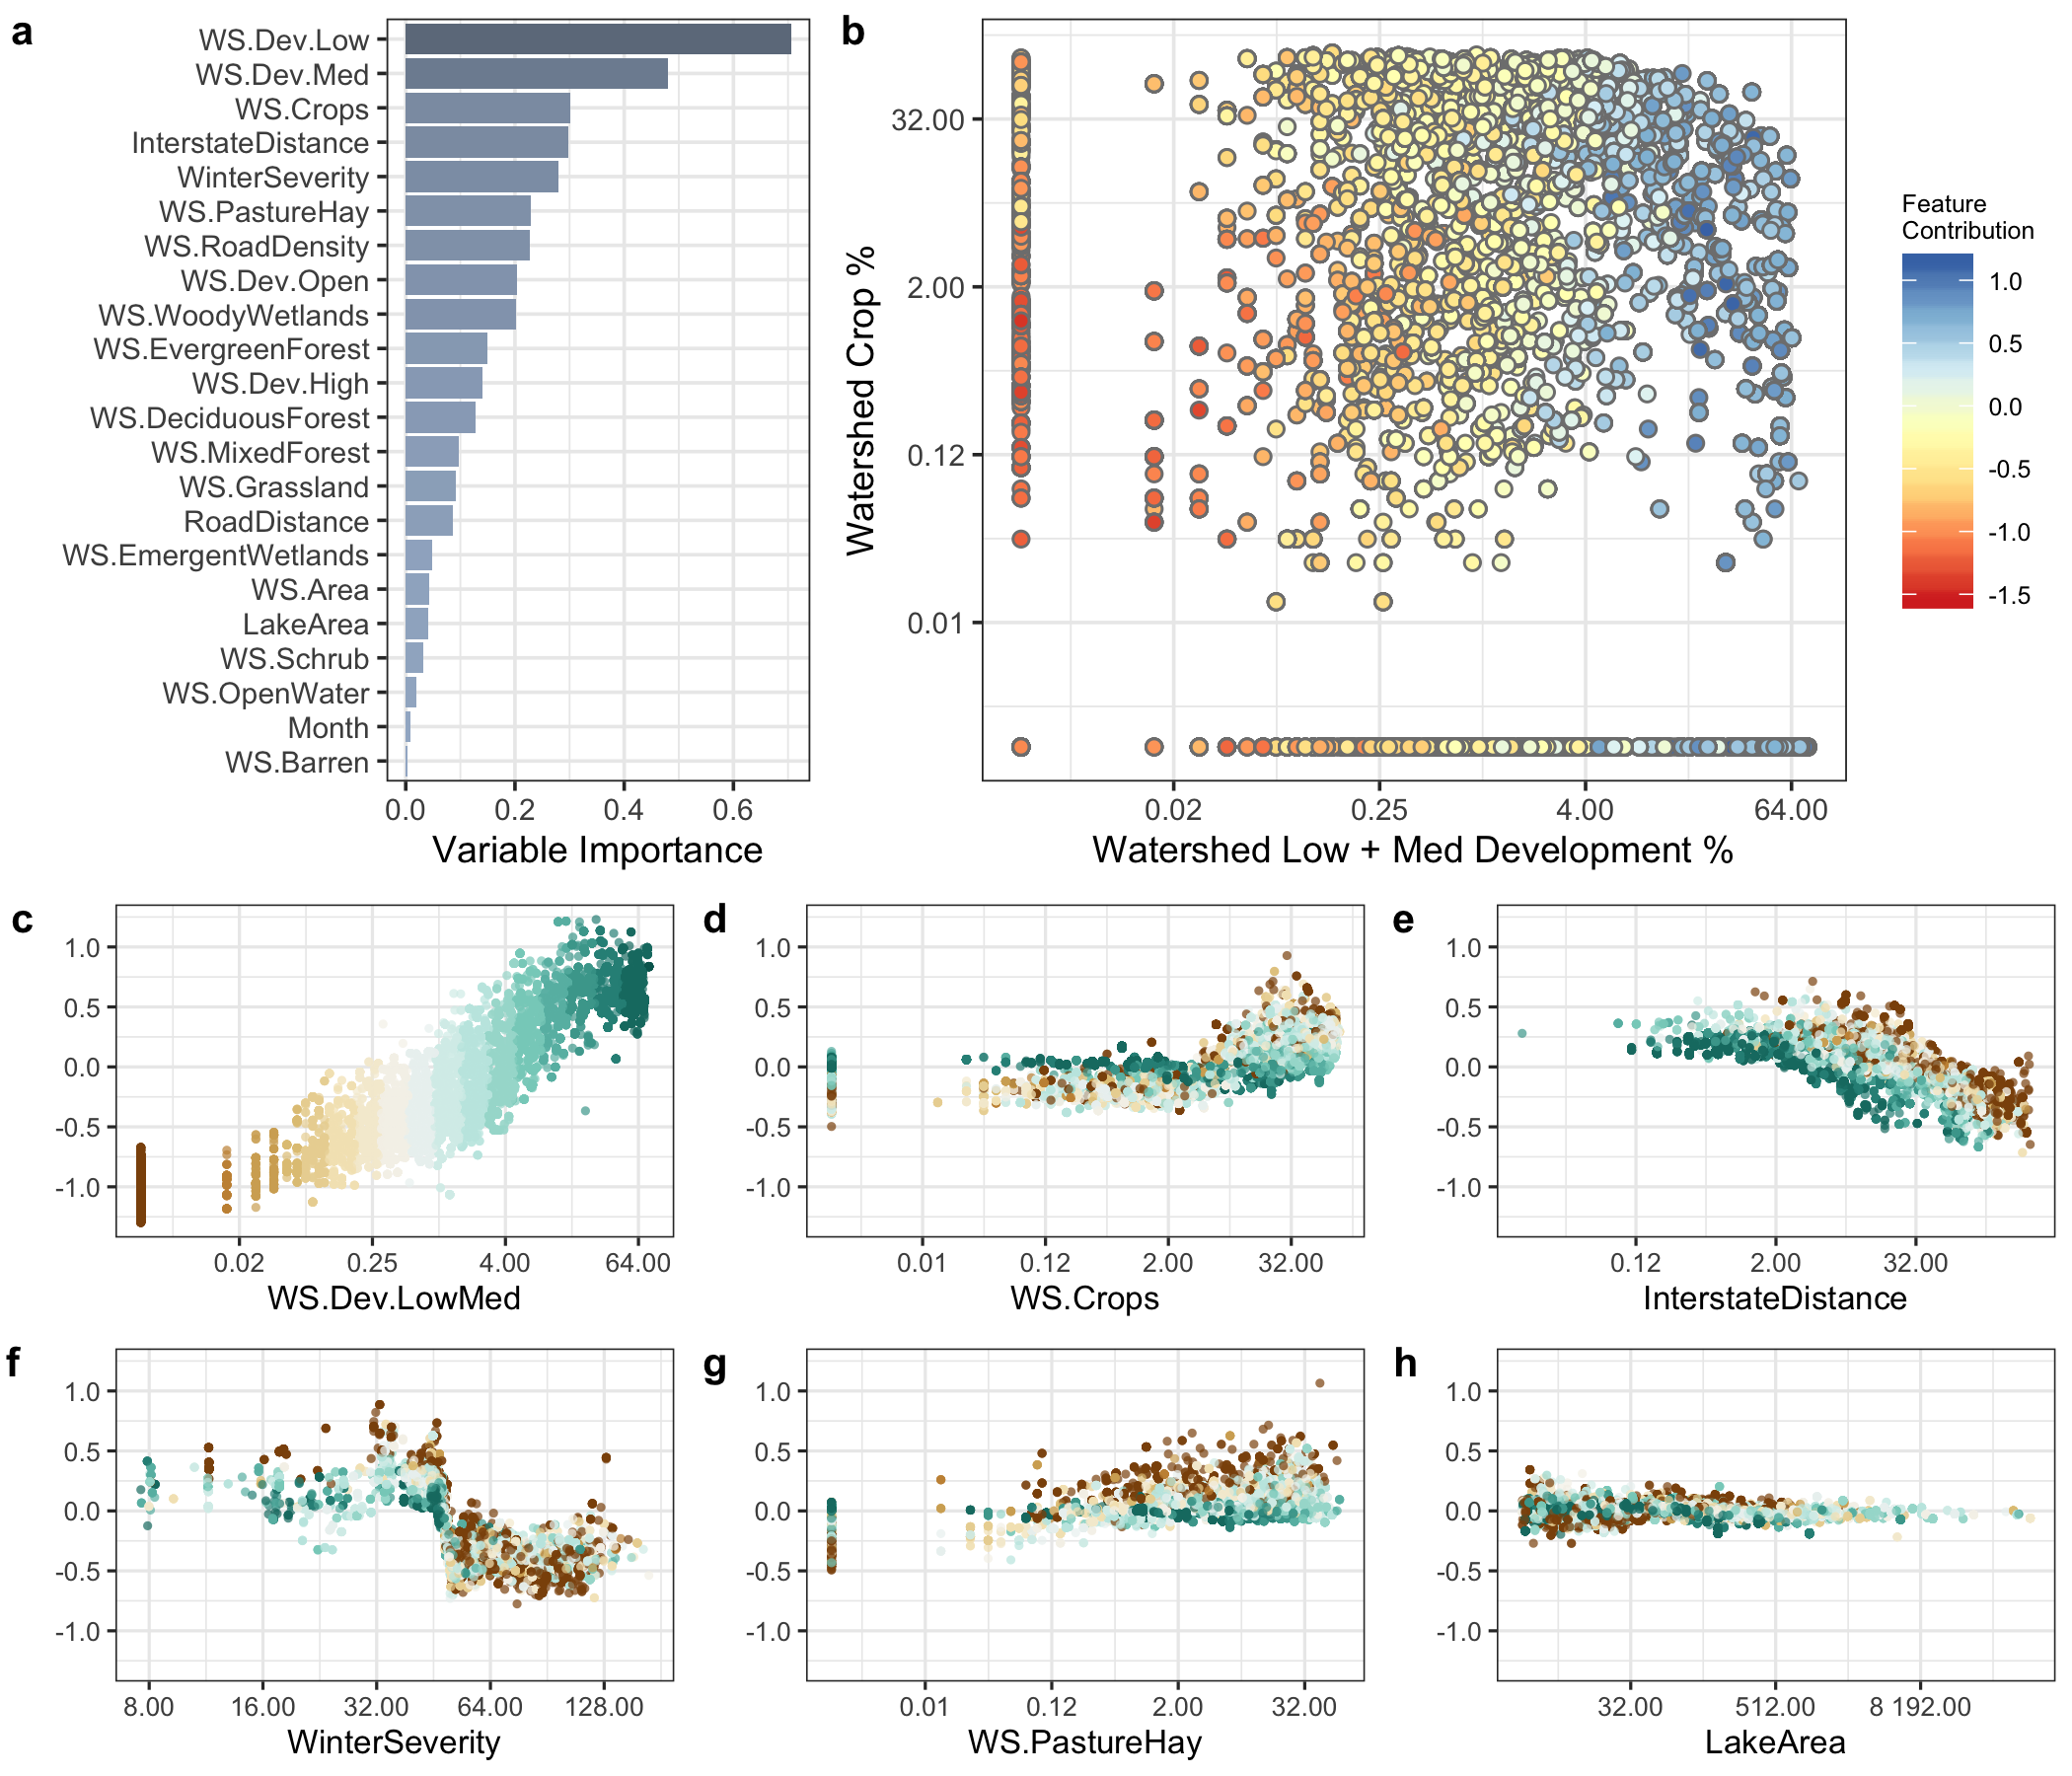 a
WS.Dev.Low
WS.Dev.Med
WS.Crops
InterstateDistance
WinterSeverity
WS.PastureHay
WS.RoadDensity
WS.Dev.Open
WS.WoodyWetlands
WS.EvergreenForest
WS.Dev.High
WS.DeciduousForest
WS.MixedForest
WS.Grassland
RoadDistance
WS.EmergentWetlands
WS.Area
LakeArea
WS.Schrub
WS.OpenWater
Month
WS.Barren
0.0 0.2 0.4 0.6
Variable Importance
b
Watershed Crop %
32.00
2.00
0.12
0.01
0.02 0.25 4.00 64.00
Watershed Low + Med Development %
Feature
Contribution
1.0
0.5
0.0
-0.5
-1.0
-1.5
c
1.0
0.5
0.0
-0.5
-1.0
0.02 0.25 4.00 64.00
WS.Dev.LowMed
d
1.0
0.5
0.0
-0.5
-1.0
0.01 0.12 2.00 32.00
WS.Crops
e
1.0
0.5
0.0
-0.5
-1.0
0.12 2.00 32.00
InterstateDistance
f
1.0
0.5
0.0
-0.5
-1.0
8.00 16.00 32.00 64.00 128.00
WinterSeverity
g
1.0
0.5
0.0
-0.5
-1.0
0.01 0.12 2.00 32.00
WS.PastureHay
h
1.0
0.5
0.0
-0.5
-1.0
32.00 512.00 8 192.00
LakeArea